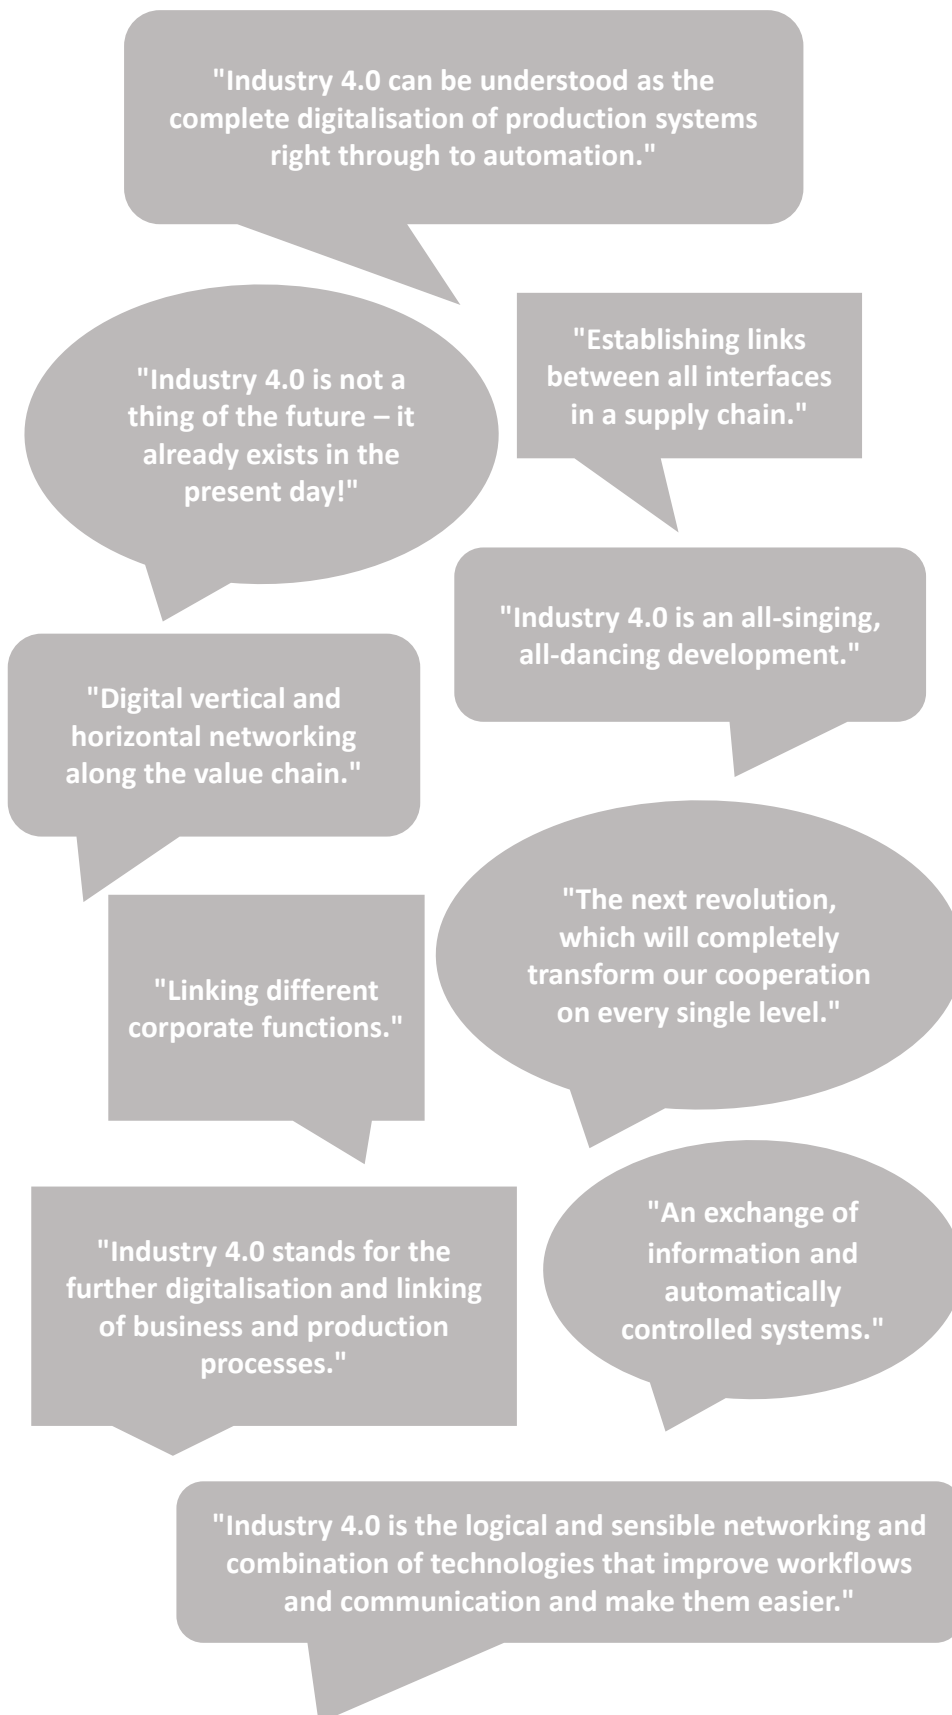 "Industry 4.0 can be understood as the
complete digitalisation of production systems
right through to automation."
"Industry 4.0 is not a
thing of the future – it
already exists in the
present day!"
"Establishing links
between all interfaces
in a supply chain."
"Industry 4.0 is an all-singing,
all-dancing development."
"Digital vertical and
horizontal networking
along the value chain."
"The next revolution,
which will completely
transform our cooperation
on every single level."
"Linking different
corporate functions."
"An exchange of
information and
automatically
controlled systems."
"Industry 4.0 stands for the
further digitalisation and linking
of business and production
processes."
"Industry 4.0 is the logical and sensible networking and
combination of technologies that improve workflows
and communication and make them easier."